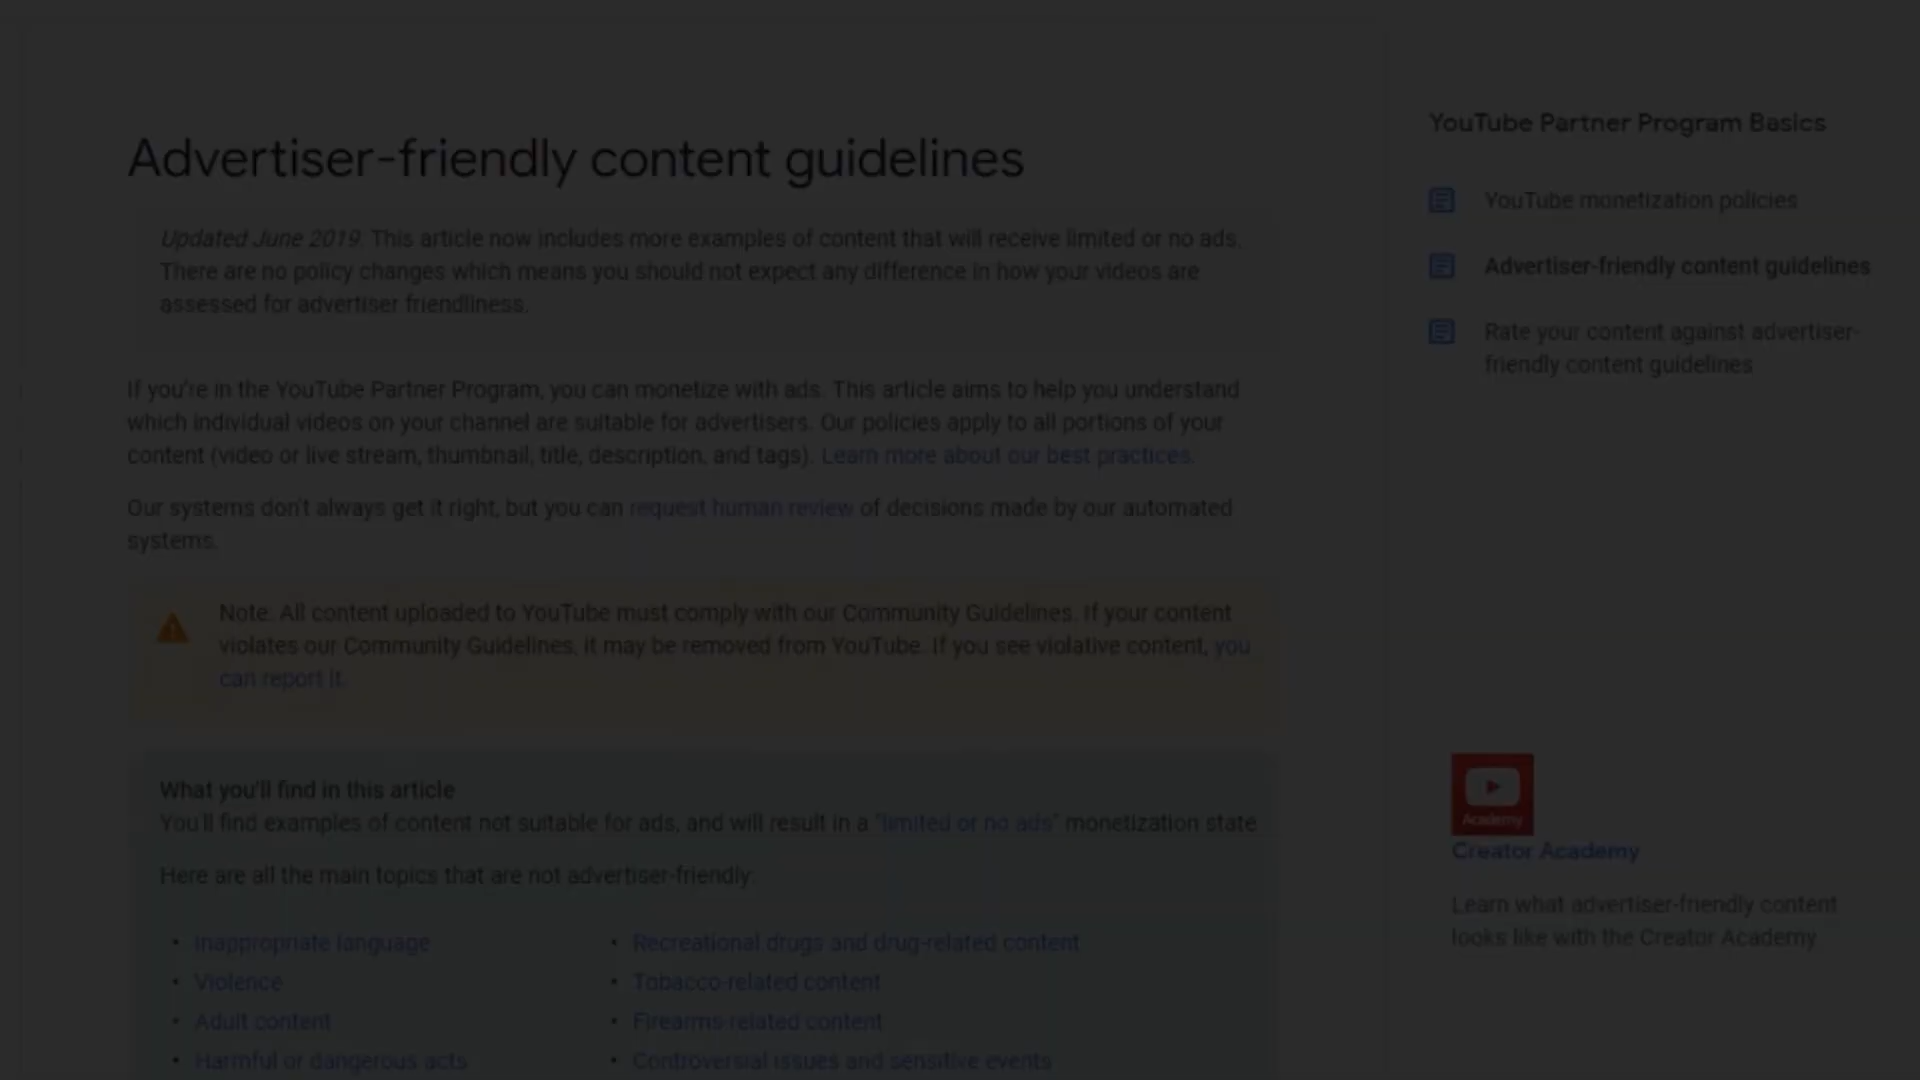 Advertiser-friendly content guidelines
Updated June 2019: This article now includes more examples of content that will receive limited or no ads.
There are no policy changes which means you should not expect any difference in how your videos are
assessed for advertiser friendliness.
If you're in the YouTube Partner Program, you can monetize with ads. This article aims to help you understand
which individual videos on your channel are suitable for advertisers. Our policies apply to all portions of your
content (video or live stream, thumbnail, title, description, and tags). Learn more about our best practices.
Our systems don't always get it right, but you can request human review of decisions made by our automated
systems.
Note: All content uploaded to YouTube must comply with our Community Guidelines. If your content
violates our Community Guidelines, it may be removed from YouTube. If you see violative content, you
can report it.
What you'll find in this article
You'll find examples of content not suitable for ads, and will result in a "limited or no ads" monetization state
Here are all the main topics that are not advertiser-friendly:
• Inappropriate language
• Violence
• Adult content
• Harmful or dangerous acts
• Recreational drugs and drug-related content
• Tobacco-related content
• Firearms-related content
• Controversial issues and sensitive events
YouTube Partner Program Basics
YouTube monetization policies
Advertiser-friendly content guidelines
Rate your content against advertiser-
friendly content guidelines
Academy
Creator Academy
Learn what advertiser-friendly content
looks like with the Creator Academy